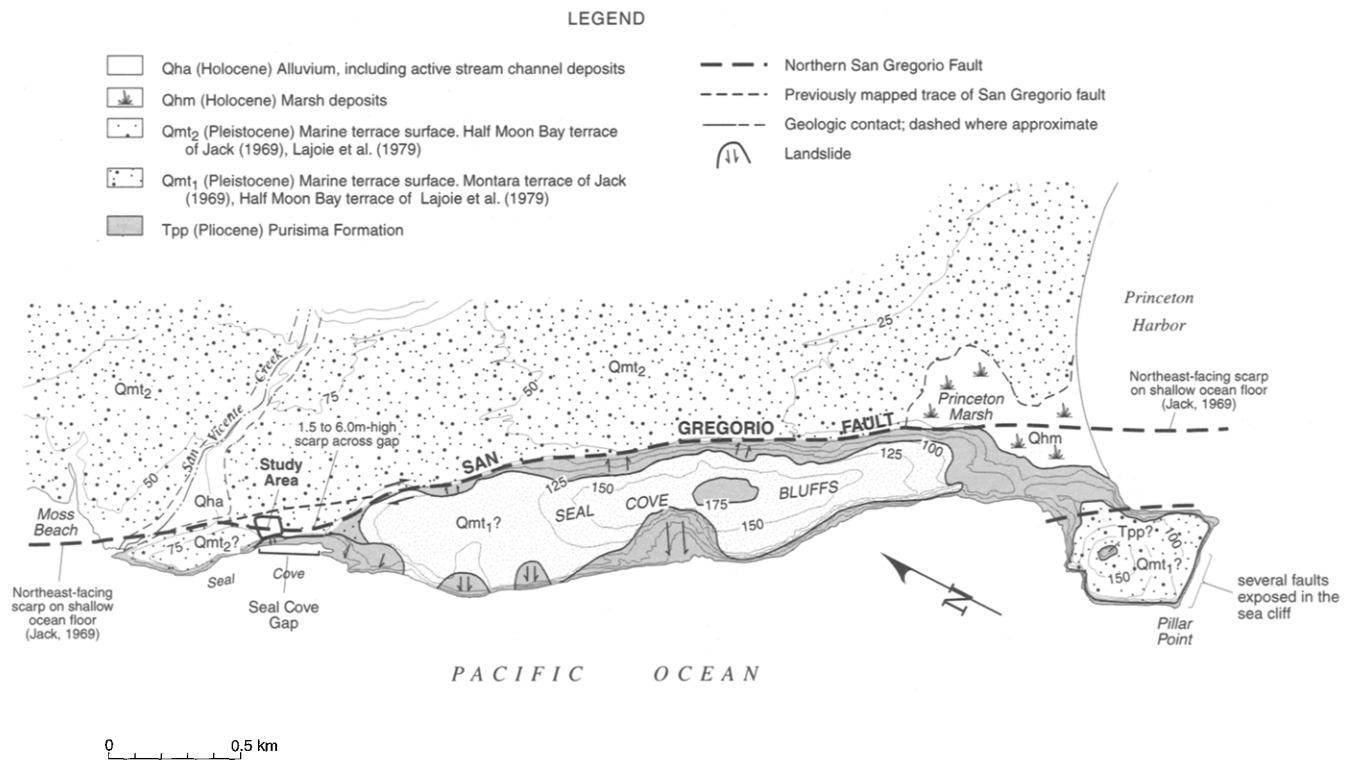 LEGEND
Qha (Holocene) Alluvium, including active stream channel deposits
Qhm (Holocene) Marsh deposits
Qmt2 (Pleistocene) Marine terrace surface. Half Moon Bay terrace
of Jack (1969), Lajoie et al. (1979)
Qmt1 (Pleistocene) Marine terrace surface. Montara terrace of Jack
(1969), Half Moon Bay terrace of Lajoie et al. (1979)
Tpp (Pliocene) Purisima Formation
Northern San Gregorio Fault
Previously mapped trace of San Gregorio fault
Geologic contact; dashed where approximate
Landslide
Princeton
Harbor
25
Qmt2
Qmt2
San Vicente Creek
75
50
50
Northeast-facing scarp
on shallow ocean floor
(Jack, 1969)
Princeton
Marsh
Qhm
1.5 to 6.0m-high
scarp across gap
SAN GREGORIO FAULT
Study
Area
Qha
Moss
Beach
75
Qmt2?
Qmt1?
125
150
SEAL COVE BLUFFS
175
150
125
100
Tpp?
100
Qmt1?
150
Seal Cove
Seal Cove
Gap
Northeast-facing
scarp on shallow
ocean floor
(Jack, 1969)
N
several faults
exposed in the
sea cliff
Pillar
Point
PACIFIC OCEAN
0 0.5 km